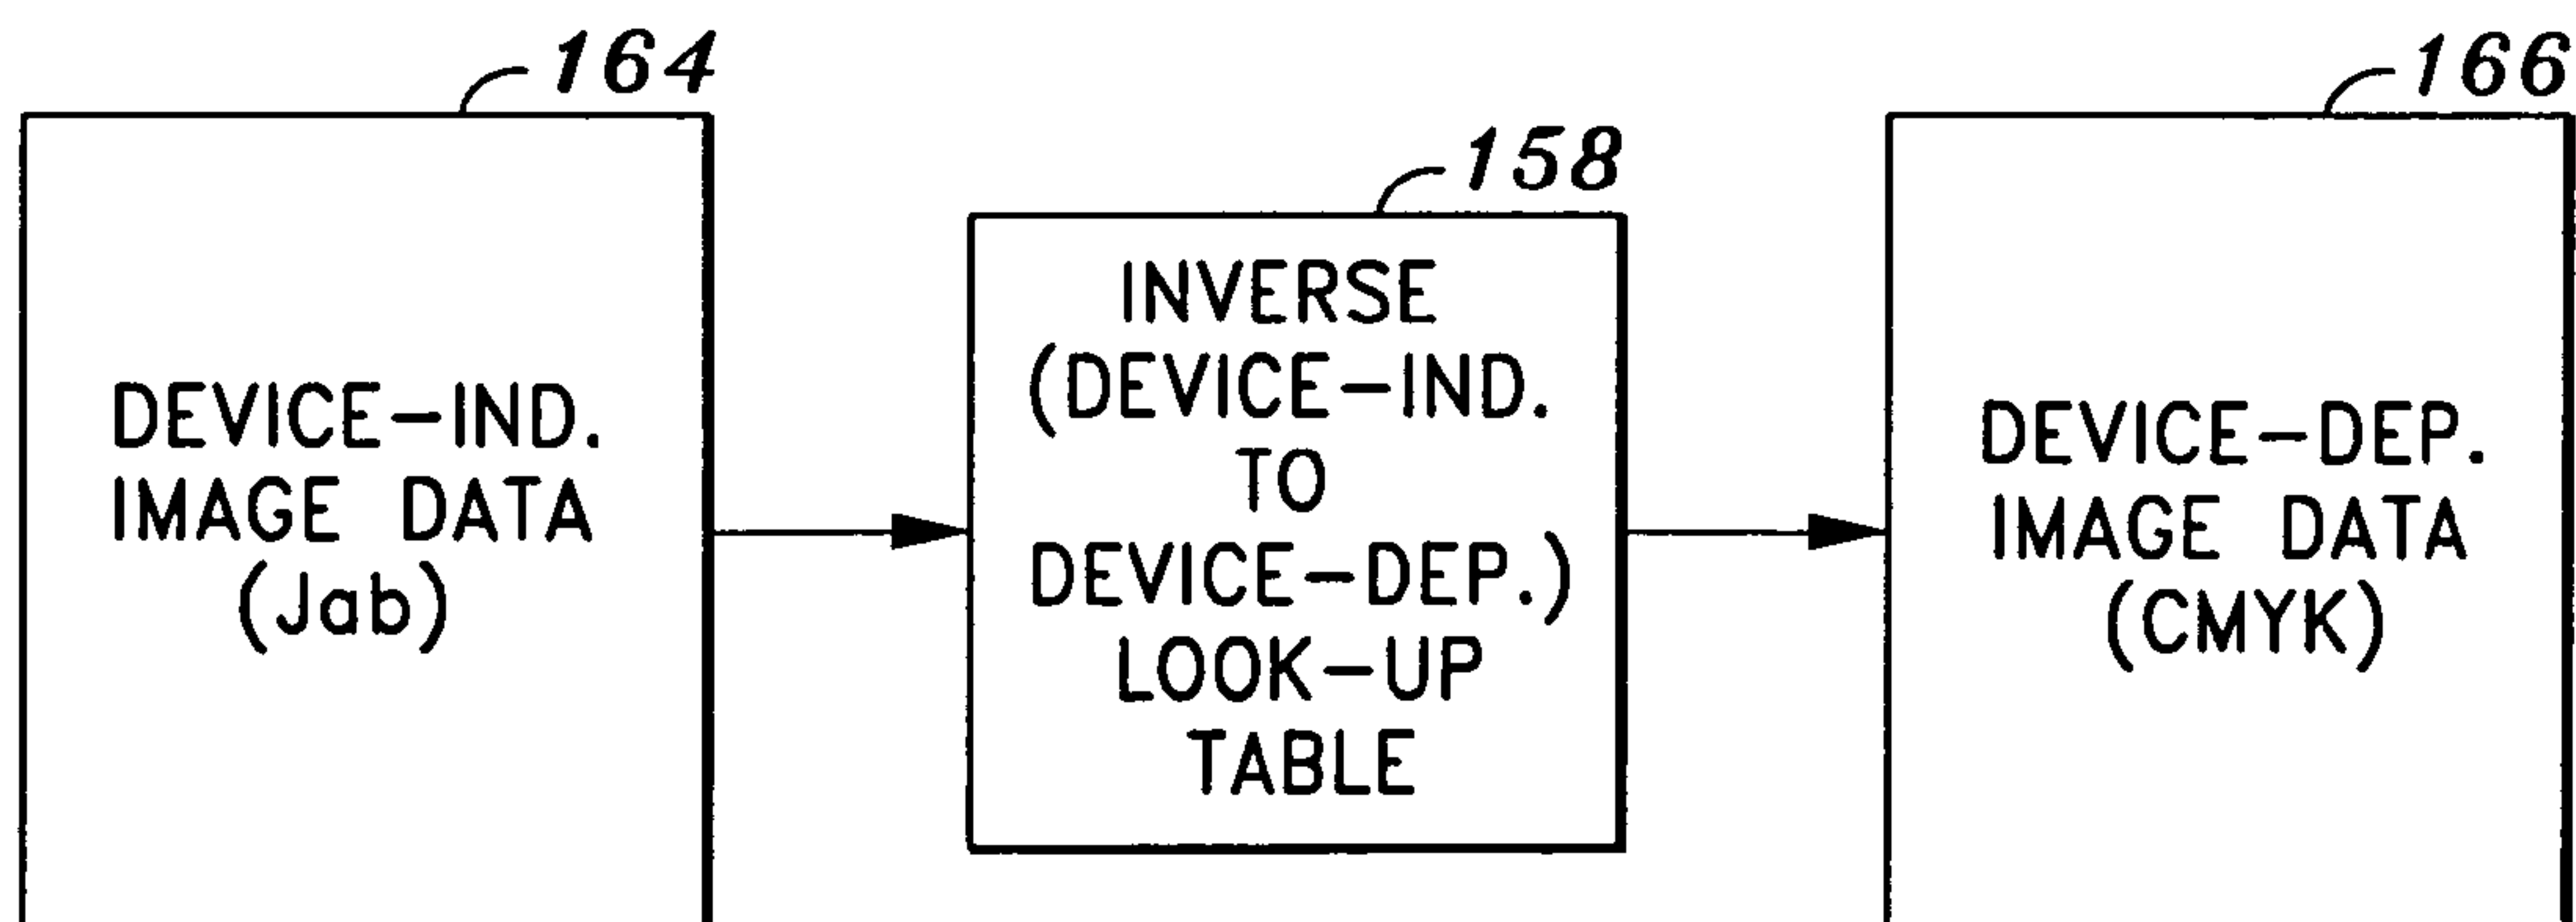 164
DEVICE-IND.
IMAGE DATA
(Jab)
158
INVERSE
(DEVICE-IND.
TO
DEVICE-DEP.)
LOOK-UP
TABLE
166
DEVICE-DEP.
IMAGE DATA
(CMYK)